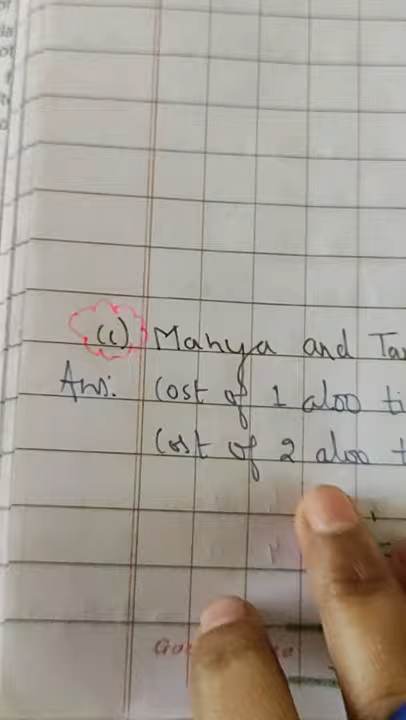 (c) Manya and Ta
Ans: Cost of 1 aloo ti
Cost of 2 aloo t
=